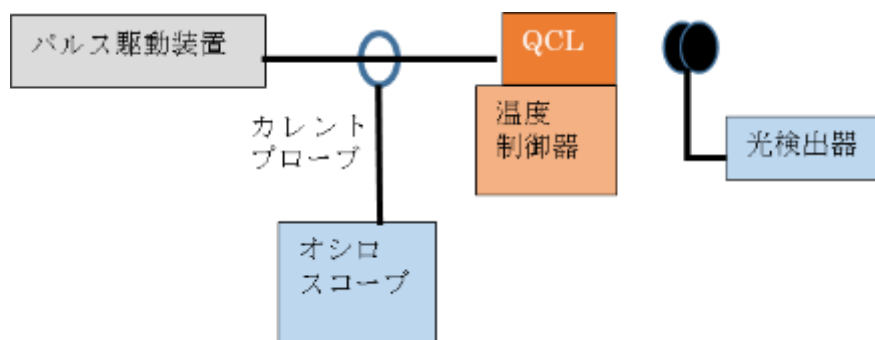 パルス駆動装置
QCL
カレント
プローブ
温度
制御器
光検出器
オシロ
スコープ